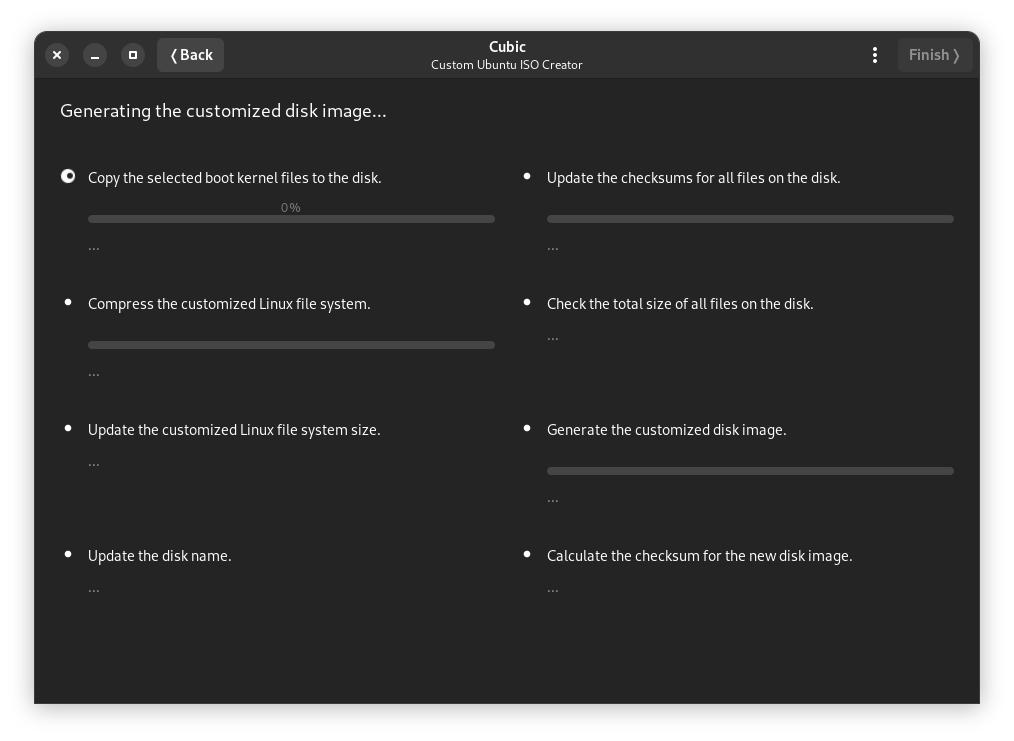 ❬Back
Cubic
Custom Ubuntu ISO Creator
Finish❭
Generating the customized disk image...
Copy the selected boot kernel files to the disk.
0%
...
Compress the customized Linux file system.
...
Update the customized Linux file system size.
...
Update the disk name.
...
Update the checksums for all files on the disk.
...
Check the total size of all files on the disk.
...
Generate the customized disk image.
...
Calculate the checksum for the new disk image.
...